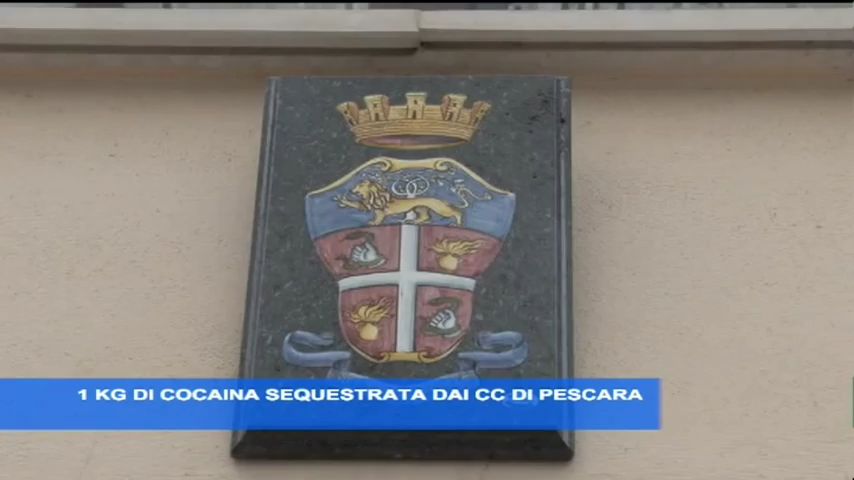 1 KG DI COCAINA SEQUESTRATA DAI CC DI PESCARA